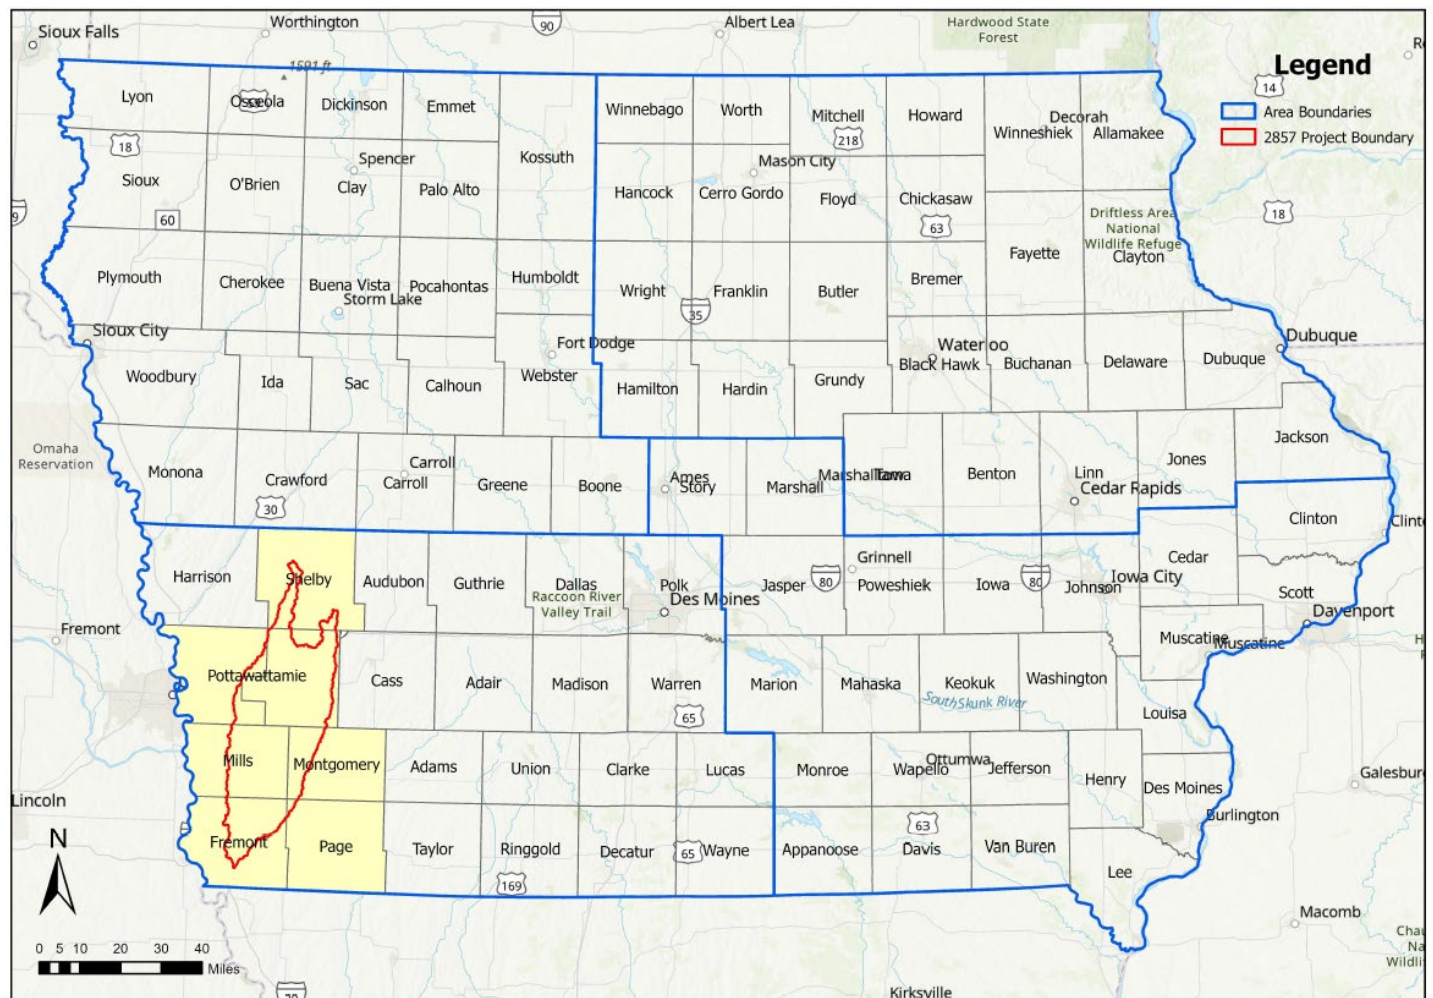 Worthington
90
Albert Lea
Hardwood State
Forest
Sioux Falls
1591 ft
Legend
14
Area Boundaries
2857 Project Boundary
Lyon
Osceola
Dickinson
Emmet
Winnebago
Worth
Mitchell
Howard
Decorah
Winneshiek
Allamakee
218
18
Spencer
Kossuth
Mason City
Sioux
O'Brien
Clay
Palo Alto
Hancock
Cerro Gordo
Floyd
Chickasaw
9
60
63
18
Driftless Area
National
Wildlife Refuge
Fayette
Clayton
Plymouth
Cherokee
Buena Vista
Pocahontas
Humboldt
Wright
Franklin
Butler
Bremer
Storm Lake
35
Sioux City
Fort Dodge
Waterloo
Dubuque
Woodbury
Ida
Sac
Calhoun
Webster
Hamilton
Hardin
Grundy
Black Hawk
Buchanan
Delaware
Dubuque
Omaha
Reservation
Monona
Crawford
Carroll
Carroll
Greene
Boone
Ames
Story
Marshall
Marshalltown
Tama
Benton
Linn
Cedar Rapids
Jones
Jackson
30
Clinton
Harrison
Shelby
Audubon
Guthrie
Dallas
Polk
Jasper
80
Grinnell
Poweshiek
Iowa
80
Johnson
Iowa City
Cedar
Raccoon River
Valley Trail
Des Moines
Scott
Davenport
Fremont
Muscatine
Muscatine
Pottawattamie
Cass
Adair
Madison
Warren
Marion
Mahaska
Keokuk
Washington
65
South Skunk River
Louisa
Mills
Montgomery
Adams
Union
Clarke
Lucas
Monroe
Wapello
Ottumwa
Jefferson
Henry
Des Moines
Galesburg
Lincoln
Burlington
N
Fremont
Page
Taylor
Ringgold
Decatur
65
Wayne
Appanoose
63
Davis
Van Buren
Lee
169
Macomb
0 5 10 20 30 40
Miles
Kirksville